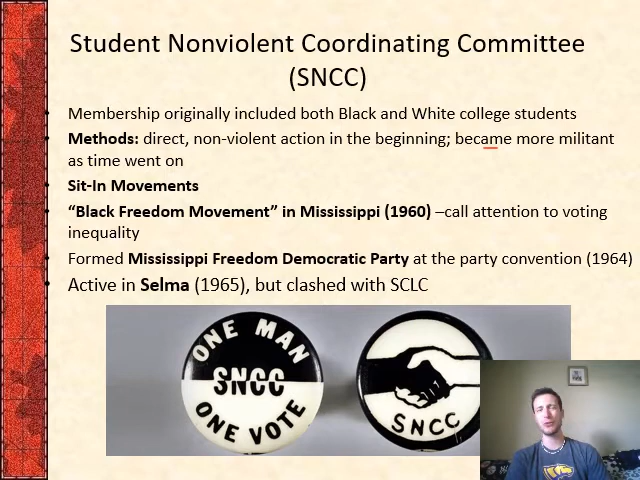 Student Nonviolent Coordinating Committee
(SNCC)
• Membership originally included both Black and White college students
• Methods: direct, non-violent action in the beginning; became more militant
as time went on
• Sit-In Movements
• “Black Freedom Movement” in Mississippi (1960) –call attention to voting
inequality
• Formed Mississippi Freedom Democratic Party at the party convention (1964)
• Active in Selma (1965), but clashed with SCLC
ONE MAN
SNCC
ONE VOTE
SNCC